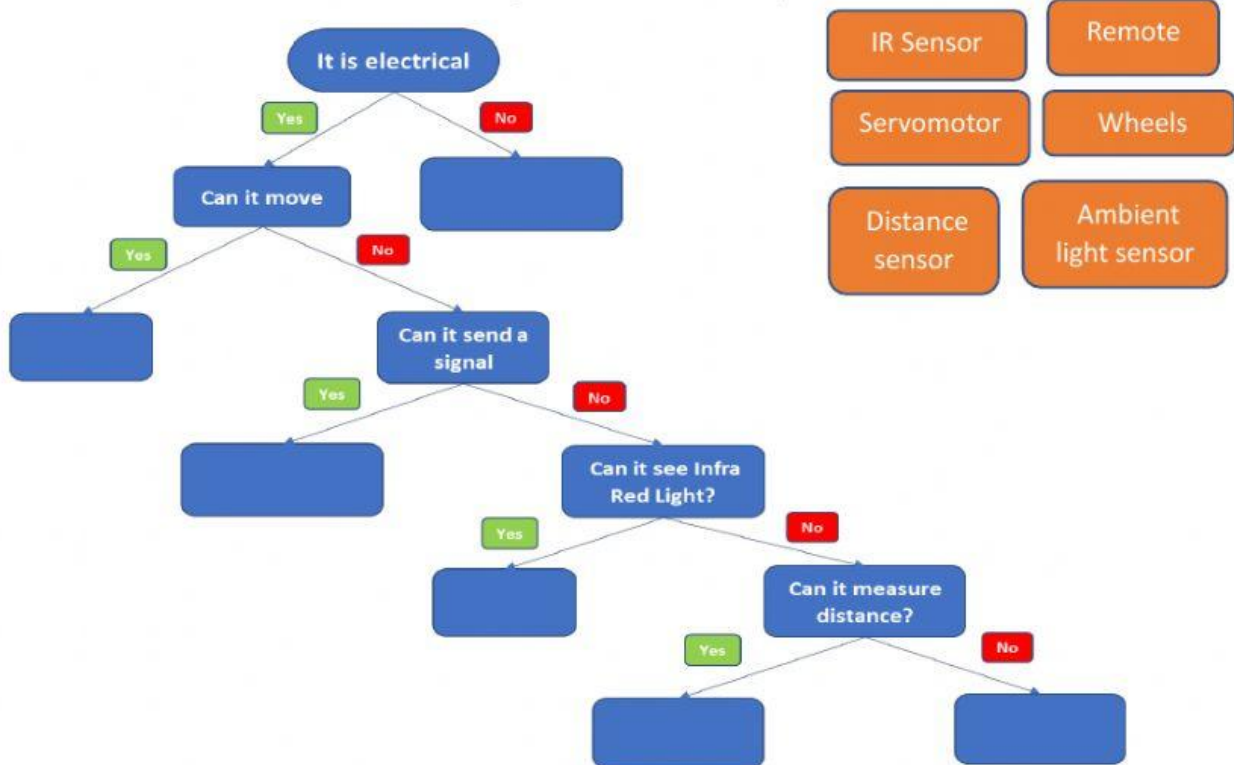 It is electrical
Yes
No
Can it move
Yes
No
Can it send a
signal
Yes
No
Can it see Infra
Red Light?
Yes
No
Can it measure
distance?
Yes
No
IR Sensor
Remote
Servomotor
Wheels
Distance
sensor
Ambient
light sensor